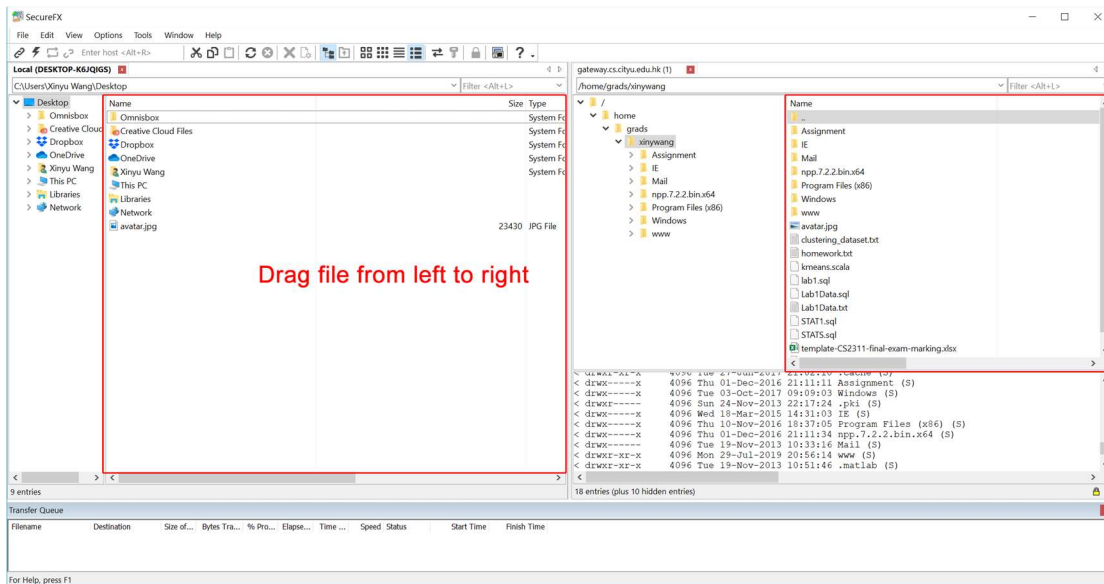 SecureFX
File Edit View Options Tools Window Help
Enter host <Alt+R>
Local (DESKTOP-K6JQIGS)
C:\Users\Xinyu Wang\Desktop
Filter <Alt+L>
Desktop
Omnisbox
Creative Cloud
Dropbox
OneDrive
Xinyu Wang
This PC
Libraries
Network
Name Size Type
Omnisbox System Fo
Creative Cloud Files System Fo
Dropbox System Fo
OneDrive System Fo
Xinyu Wang System Fo
This PC
Libraries
Network
avatar.jpg 23430 JPG File
Drag file from left to right
9 entries
gateway.cs.cityu.edu.hk (1)
/home/grads/xinywang
Filter <Alt+L>
/
home
grads
xinywang
Assignment
IE
Mail
npp.7.2.2.bin.x64
Program Files (x86)
Windows
www
Name
..
Assignment
IE
Mail
npp.7.2.2.bin.x64
Program Files (x86)
Windows
www
avatar.jpg
clustering_dataset.txt
homework.txt
kmeans.scala
lab1.sql
Lab1Data.sql
Lab1Data.txt
STAT1.sql
STATS.sql
template-CS2311-final-exam-marking.xlsx
< drwxr-xr-x 4096 Tue 27-Jun-2017 21:02:10 .cache (S)
< drwx-----x 4096 Thu 01-Dec-2016 21:11:11 Assignment (S)
< drwx-----x 4096 Tue 03-Oct-2017 09:09:03 Windows (S)
< drwxr----- 4096 Sun 24-Nov-2013 22:17:24 .pki (S)
< drwx-----x 4096 Wed 18-Mar-2015 14:31:03 IE (S)
< drwx-----x 4096 Thu 10-Nov-2016 18:37:05 Program Files (x86) (S)
< drwx-----x 4096 Thu 01-Dec-2016 21:11:34 npp.7.2.2.bin.x64 (S)
< drwx------ 4096 Tue 19-Nov-2013 10:33:16 Mail (S)
< drwxr-xr-x 4096 Mon 29-Jul-2019 20:56:14 www (S)
< drwxr-xr-x 4096 Tue 19-Nov-2013 10:51:46 .matlab (S)
18 entries (plus 10 hidden entries)
Transfer Queue
Filename Destination Size of... Bytes Tra... % Pro... Elapse... Time ... Speed Status Start Time Finish Time
For Help, press F1